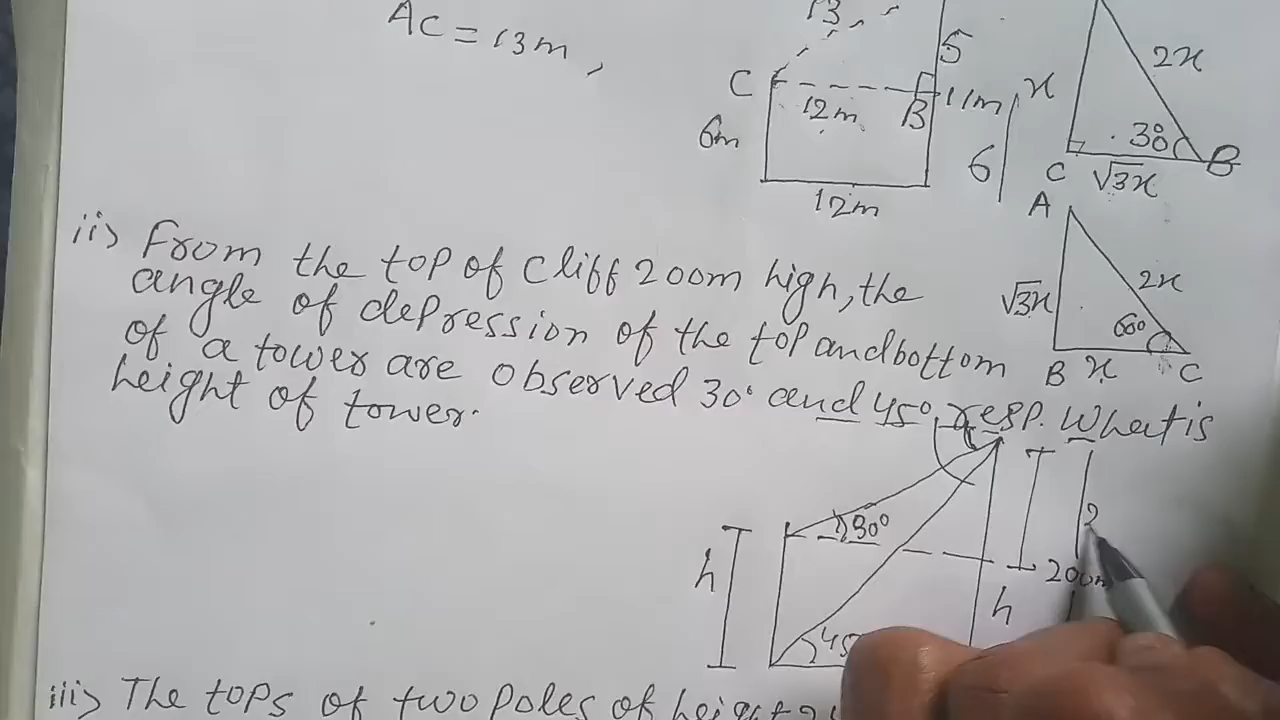 AC = 13m,
13
5
C
12m
B
11m
6m
6
12m
x
2x
30°
C
√3x
B
A
√3x
2x
60°
B
x
C
ii) From the top of cliff 200m high, the
angle of depression of the top and bottom
of a tower are observed 30° and 45°, resp. What is
height of tower.
30°
h
h
200m
2
45
iii) The tops of two poles of height